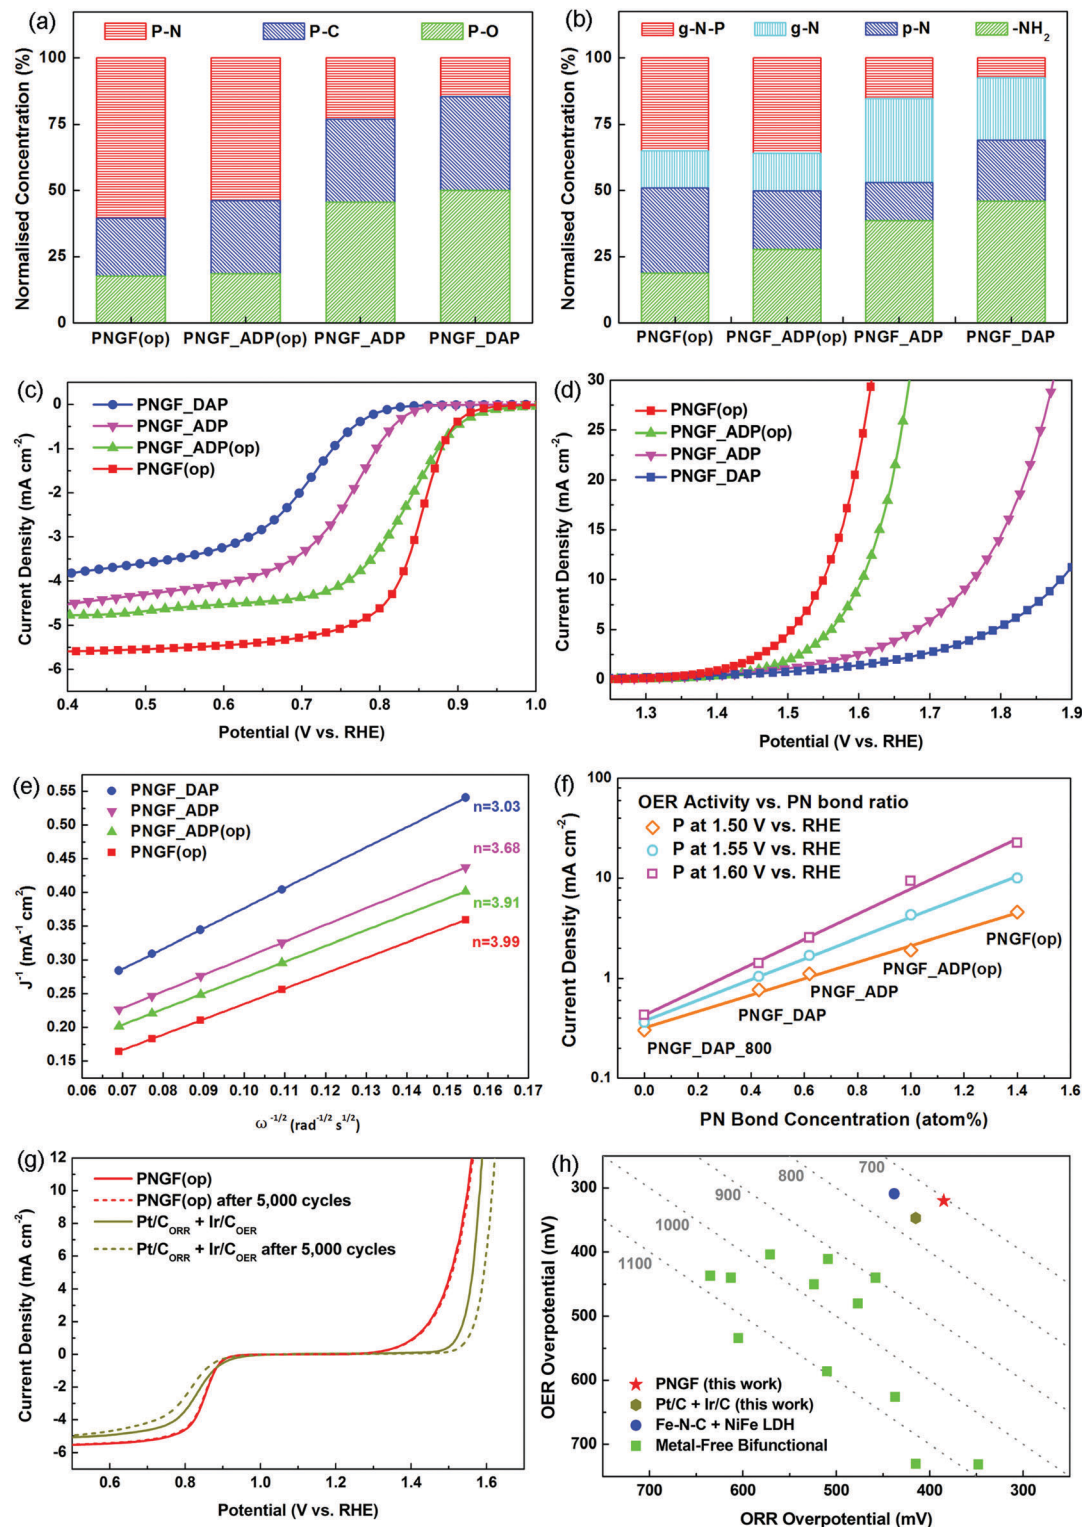 (a)
P-N P-C P-O
Normalised Concentration (%)
100
75
50
25
0
PNGF(op) PNGF_ADP(op) PNGF_ADP PNGF_DAP
(b)
g-N-P g-N p-N -NH2
Normalised Concentration (%)
100
75
50
25
0
PNGF(op) PNGF_ADP(op) PNGF_ADP PNGF_DAP
(c)
PNGF_DAP
PNGF_ADP
PNGF_ADP(op)
PNGF(op)
Current Density (mA cm-2)
0
-1
-2
-3
-4
-5
-6
0.4 0.5 0.6 0.7 0.8 0.9 1.0
Potential (V vs. RHE)
(d)
PNGF(op)
PNGF_ADP(op)
PNGF_ADP
PNGF_DAP
Current Density (mA cm-2)
30
25
20
15
10
5
0
1.3 1.4 1.5 1.6 1.7 1.8 1.9
Potential (V vs. RHE)
(e)
PNGF_DAP
PNGF_ADP
PNGF_ADP(op)
PNGF(op)
n=3.03
n=3.68
n=3.91
n=3.99
J-1 (mA-1 cm2)
0.55
0.50
0.45
0.40
0.35
0.30
0.25
0.20
0.15
0.06 0.07 0.08 0.09 0.10 0.11 0.12 0.13 0.14 0.15 0.16 0.17
ω-1/2 (rad-1/2 s1/2)
(f)
OER Activity vs. PN bond ratio
P at 1.50 V vs. RHE
P at 1.55 V vs. RHE
P at 1.60 V vs. RHE
PNGF(op)
PNGF_ADP(op)
PNGF_ADP
PNGF_DAP
PNGF_DAP_800
Current Density (mA cm-2)
100
10
1
0.1
0.0 0.2 0.4 0.6 0.8 1.0 1.2 1.4 1.6
PN Bond Concentration (atom%)
(g)
PNGF(op)
PNGF(op) after 5,000 cycles
Pt/CORR + Ir/COER
Pt/CORR + Ir/COER after 5,000 cycles
Current Density (mA cm-2)
12
10
8
6
4
2
0
-2
-4
-6
0.6 0.8 1.0 1.2 1.4 1.6
Potential (V vs. RHE)
(h)
700
800
900
1000
1100
PNGF (this work)
Pt/C + Ir/C (this work)
Fe-N-C + NiFe LDH
Metal-Free Bifunctional
OER Overpotential (mV)
300
400
500
600
700
700 600 500 400 300
ORR Overpotential (mV)